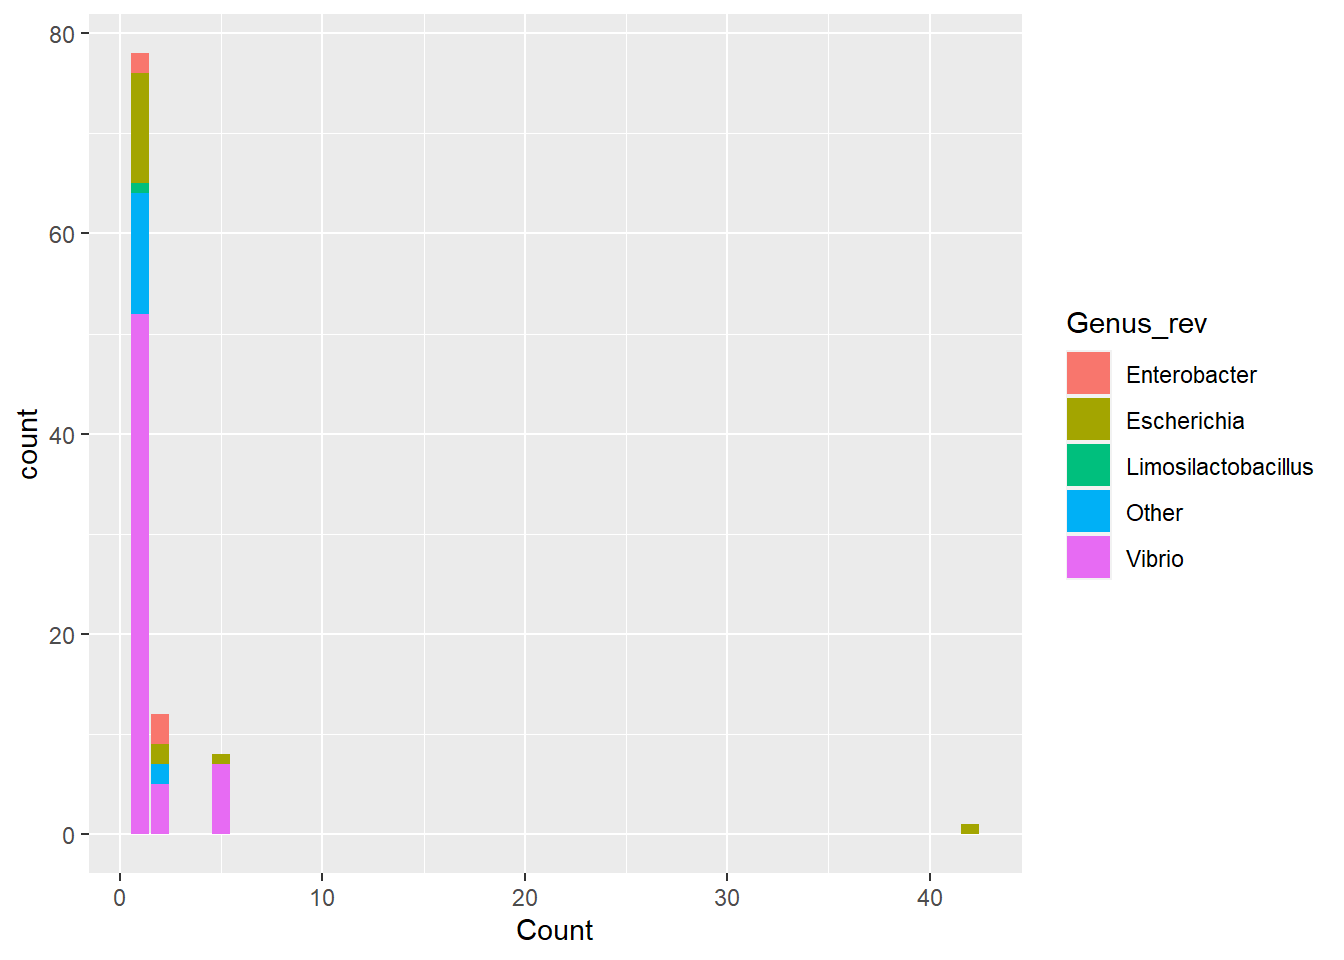 80
60
40
20
0
count
0 10 20 30 40
Count
Genus_rev
Enterobacter
Escherichia
Limosilactobacillus
Other
Vibrio